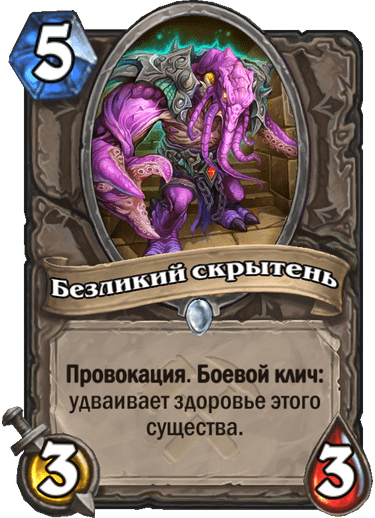 5
Безликий скрытень
Провокация. Боевой клич:
удваивает здоровье этого
существа.
3
3